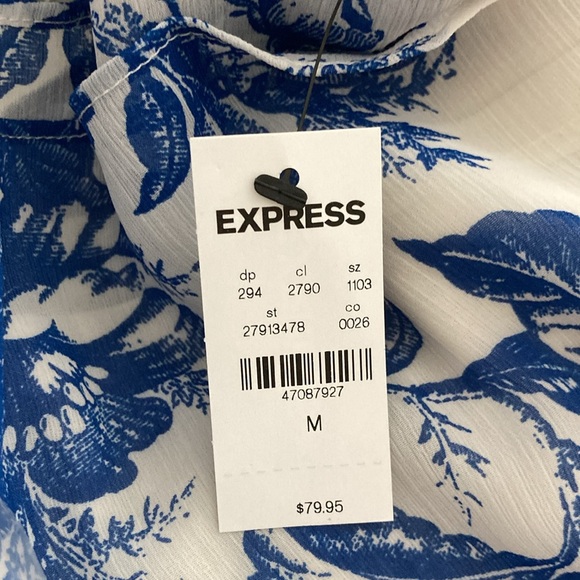 EXPRESS
dp cl sz
294 2790 1103
st co
27913478 0026
47087927
M
$79.95